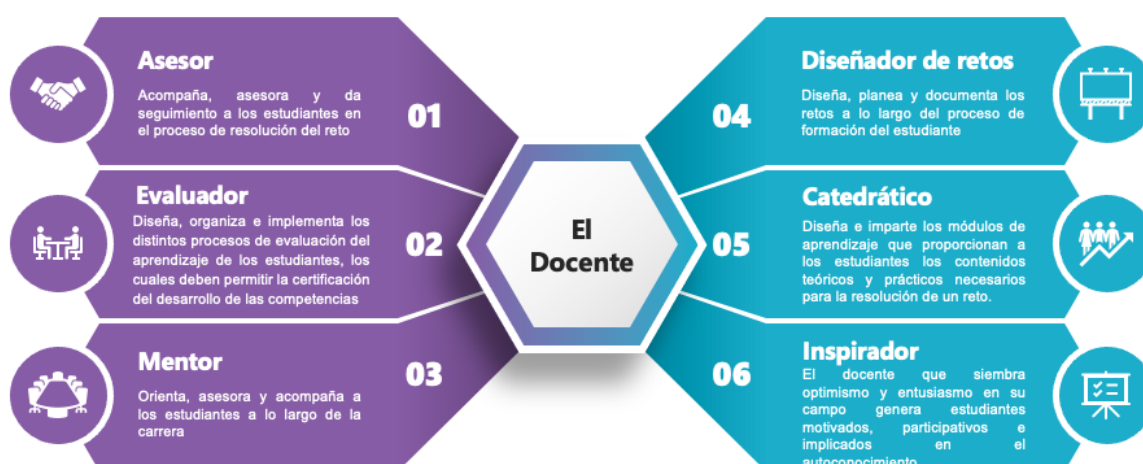 Asesor
Acompaña, asesora y da
seguimiento a los estudiantes en
el proceso de resolución del reto
01
Evaluador
Diseña, organiza e implementa los
distintos procesos de evaluación del
aprendizaje de los estudiantes, los
cuales deben permitir la certificación
del desarrollo de las competencias
02
Mentor
Orienta, asesora y acompaña a
los estudiantes a lo largo de la
carrera
03
El
Docente
Diseñador de retos
Diseña, planea y documenta los
retos a lo largo del proceso de
formación del estudiante
04
Catedrático
Diseña e imparte los módulos de
aprendizaje que proporcionan a
los estudiantes los contenidos
teóricos y prácticos necesarios
para la resolución de un reto.
05
Inspirador
El docente que siembra
optimismo y entusiasmo en su
campo genera estudiantes
motivados, participativos e
implicados en el
autoconocimiento
06